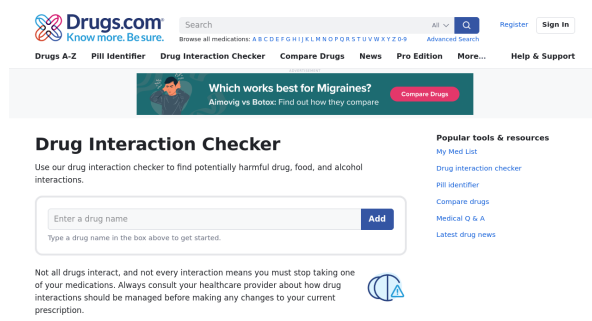 Drugs.com
Know more. Be sure.
Search
All
Register
Sign In
Browse all medications: A B C D E F G H I J K L M N O P Q R S T U V W X Y Z 0-9
Advanced Search
Drugs A-Z
Pill Identifier
Drug Interaction Checker
Compare Drugs
News
Pro Edition
More...
Help & Support
Which works best for Migraines?
Aimovig vs Botox: Find out how they compare
Compare Drugs
Drug Interaction Checker
Use our drug interaction checker to find potentially harmful drug, food, and alcohol
interactions.
Enter a drug name
Add
Type a drug name in the box above to get started.
Not all drugs interact, and not every interaction means you must stop taking one
of your medications. Always consult your healthcare provider about how drug
interactions should be managed before making any changes to your current
prescription.
Popular tools & resources
My Med List
Drug interaction checker
Pill identifier
Compare drugs
Medical Q & A
Latest drug news